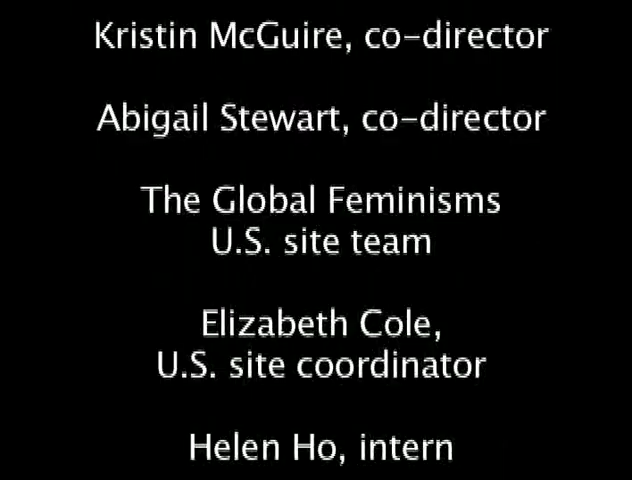 Kristin McGuire, co-director
Abigail Stewart, co-director
The Global Feminisms
U.S. site team
Elizabeth Cole,
U.S. site coordinator
Helen Ho, intern